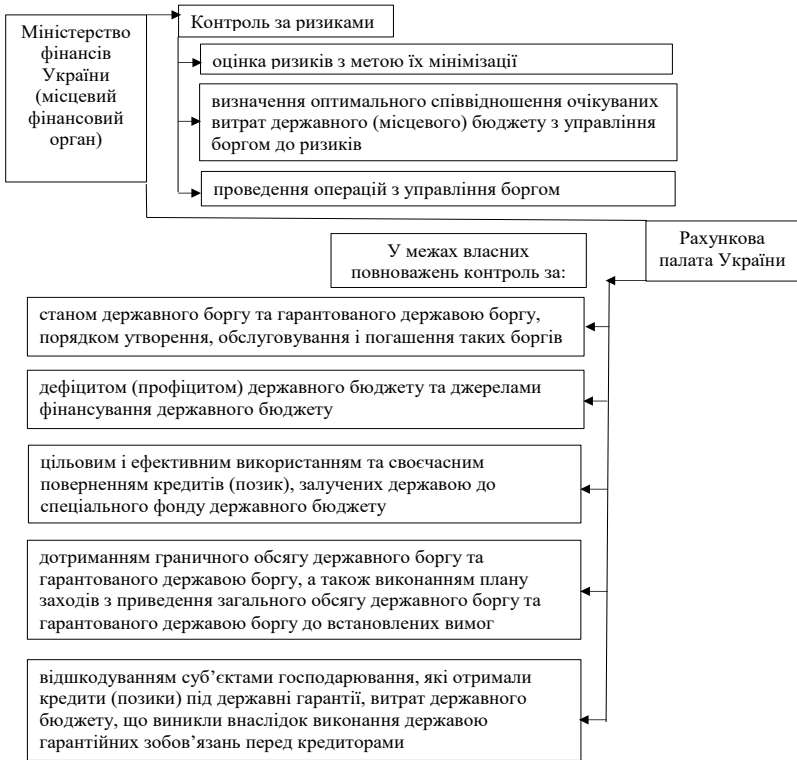 Міністерство
фінансів
України
(місцевий
фінансовий
орган)
Контроль за ризиками
оцінка ризиків з метою їх мінімізації
визначення оптимального співвідношення очікуваних
витрат державного (місцевого) бюджету з управління
боргом до ризиків
проведення операцій з управління боргом
Рахункова
палата України
У межах власних
повноважень контроль за:
станом державного боргу та гарантованого державою боргу,
порядком утворення, обслуговування і погашення таких боргів
дефіцитом (профіцитом) державного бюджету та джерелами
фінансування державного бюджету
цільовим і ефективним використанням та своєчасним
поверненням кредитів (позик), залучених державою до
спеціального фонду державного бюджету
дотриманням граничного обсягу державного боргу та
гарантованого державою боргу, а також виконанням плану
заходів з приведення загального обсягу державного боргу та
гарантованого державою боргу до встановлених вимог
відшкодуванням суб’єктами господарювання, які отримали
кредити (позики) під державні гарантії, витрат державного
бюджету, що виникли внаслідок виконання державою
гарантійних зобов’язань перед кредиторами